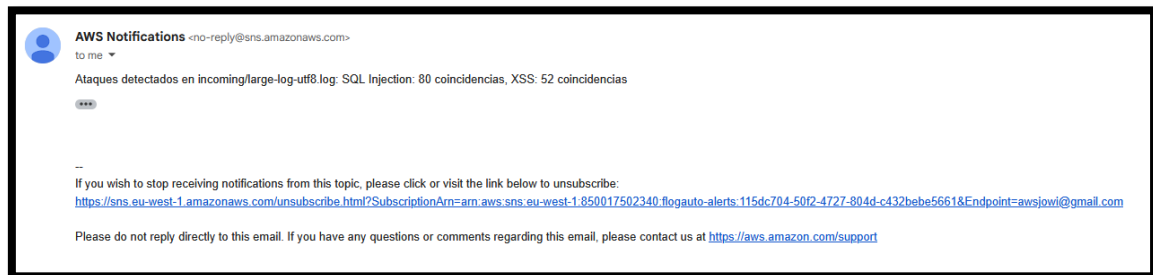 AWS Notifications <no-reply@sns.amazonaws.com>
to me
Ataques detectados en incoming/large-log-utf8.log: SQL Injection: 80 coincidencias, XSS: 52 coincidencias
--
If you wish to stop receiving notifications from this topic, please click or visit the link below to unsubscribe:
https://sns.eu-west-1.amazonaws.com/unsubscribe.html?SubscriptionArn=arn:aws:sns:eu-west-1:850017502340:flogauto-alerts:115dc704-50f2-4727-804d-c432bebe5661&Endpoint=awsjowi@gmail.com
Please do not reply directly to this email. If you have any questions or comments regarding this email, please contact us at https://aws.amazon.com/support